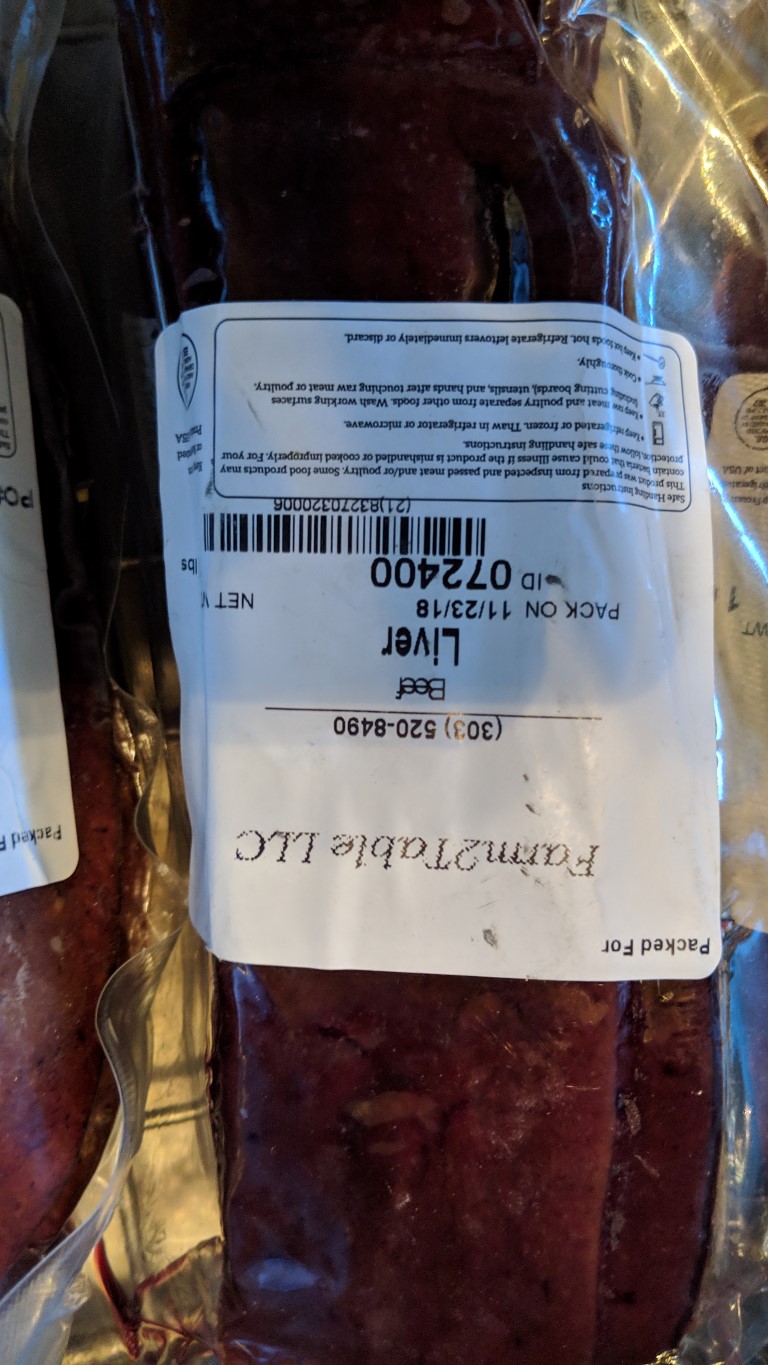 Packed For
Farm2Table LLC
(303) 520-8490
Beef
Liver
PACK ON 11/23/18
NET
ID 072400
lbs
(21)83270320006
Safe Handling Instructions
This product was prepared from inspected and passed meat and/or poultry. Some food products may
contain bacteria that could cause illness if the product is mishandled or cooked improperly. For your
protection, follow these safe handling instructions.
• Keep refrigerated or frozen. Thaw in refrigerator or microwave.
• Keep raw meat and poultry separate from other foods. Wash working surfaces
(including cutting boards), utensils, and hands after touching raw meat or poultry.
• Cook thoroughly.
• Keep hot foods hot. Refrigerate leftovers immediately or discard.
Packed F
WT
of USA